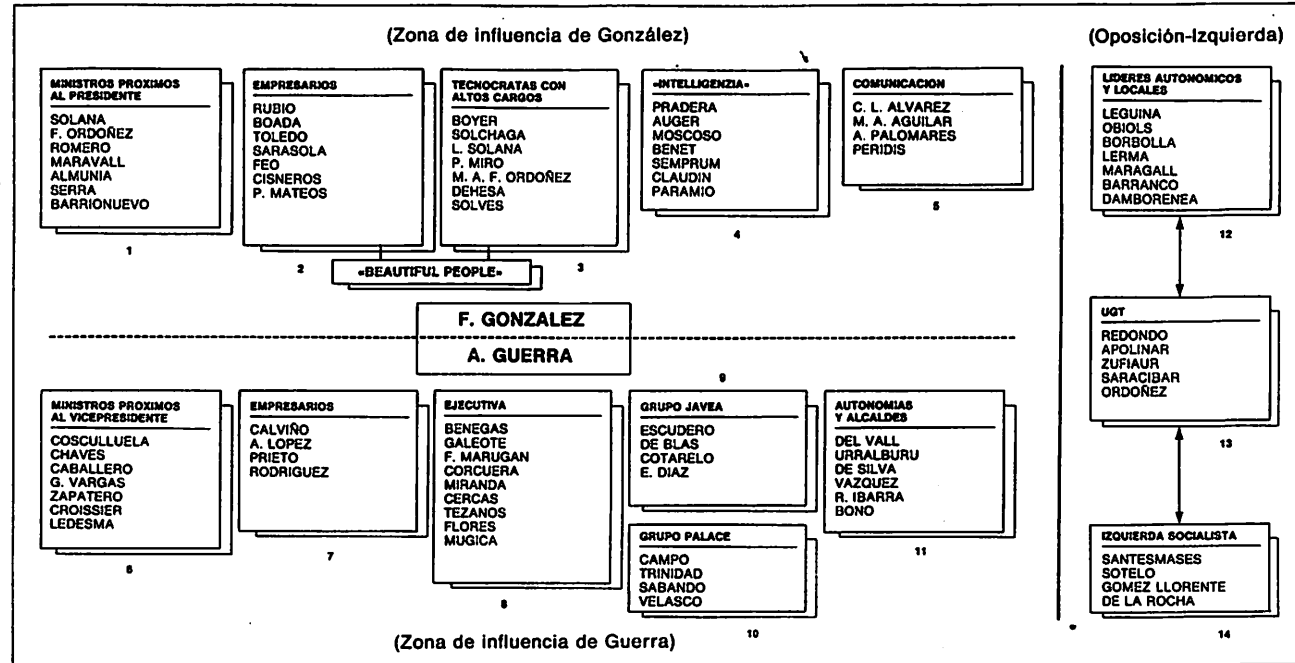 (Zona de influencia de González)
MINISTROS PROXIMOS
AL PRESIDENTE
SOLANA
F. ORDOÑEZ
ROMERO
MARAVALL
ALMUNIA
SERRA
BARRIONUEVO
1
EMPRESARIOS
RUBIO
BOADA
TOLEDO
SARASOLA
FEO
CISNEROS
P. MATEOS
2
TECNOCRATAS CON
ALTOS CARGOS
BOYER
SOLCHAGA
L. SOLANA
P. MIRO
M. A. F. ORDOÑEZ
DEHESA
SOLVES
3
«BEAUTIFUL PEOPLE»
«INTELLIGENZIA»
PRADERA
AUGER
MOSCOSO
BENET
SEMPRUM
CLAUDIN
PARAMIO
4
COMUNICACION
C. L. ALVAREZ
M. A. AGUILAR
A. PALOMARES
PERIDIS
5
F. GONZALEZ
A. GUERRA
MINISTROS PROXIMOS
AL VICEPRESIDENTE
COSCULLUELA
CHAVES
CABALLERO
G. VARGAS
ZAPATERO
CROISSIER
LEDESMA
6
EMPRESARIOS
CALVIÑO
A. LOPEZ
PRIETO
RODRIGUEZ
7
EJECUTIVA
BENEGAS
GALEOTE
F. MARUGAN
CORCUERA
MIRANDA
CERCAS
TEZANOS
FLORES
MUGICA
8
9
GRUPO JAVEA
ESCUDERO
DE BLAS
COTARELO
E. DIAZ
GRUPO PALACE
CAMPO
TRINIDAD
SABANDO
VELASCO
10
AUTONOMIAS
Y ALCALDES
DEL VALL
URRALBURU
DE SILVA
VAZQUEZ
R. IBARRA
BONO
11
(Zona de influencia de Guerra)
(Oposición-Izquierda)
LIDERES AUTONOMICOS
Y LOCALES
LEGUINA
OBIOLS
BORBOLLA
LERMA
MARAGALL
BARRANCO
DAMBORENEA
12
UGT
REDONDO
APOLINAR
ZUFIAUR
SARACIBAR
ORDOÑEZ
13
IZQUIERDA SOCIALISTA
SANTESMASES
SOTELO
GOMEZ LLORENTE
DE LA ROCHA
14